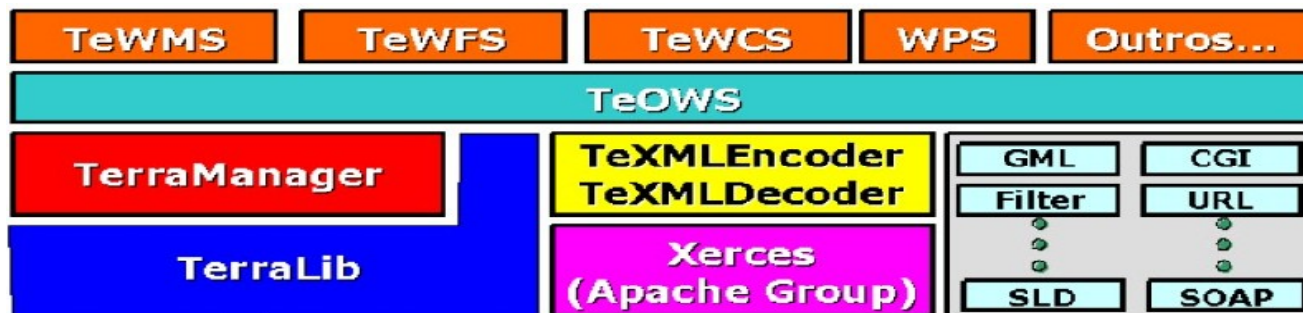 TeWMS TeWFS TeWCS WPS Outros...
TeOWS
TerraManager
TerraLib
TeXMLEncoder
TeXMLDecoder
Xerces
(Apache Group)
GML CGI
Filter URL
SLD SOAP